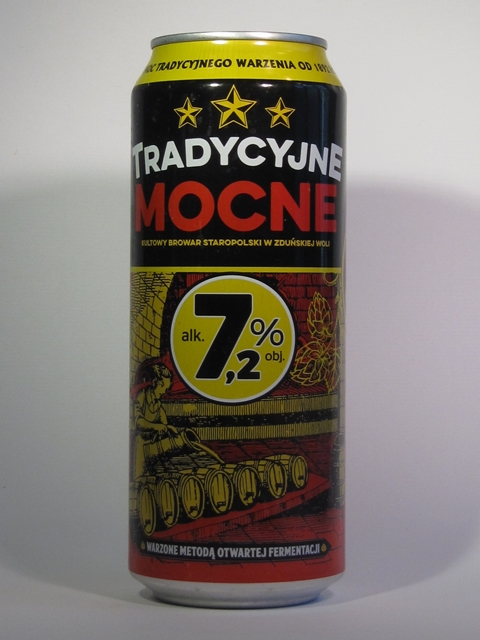 TRADYCYJNEGO WARZENIA OD
TRADYCYJNE
MOCNE
KULTOWY BROWAR STAROPOLSKI W ZDUŃSKIEJ WOLI
alk. 7,2% obj.
WARZONE METODĄ OTWARTEJ FERMENTACJI